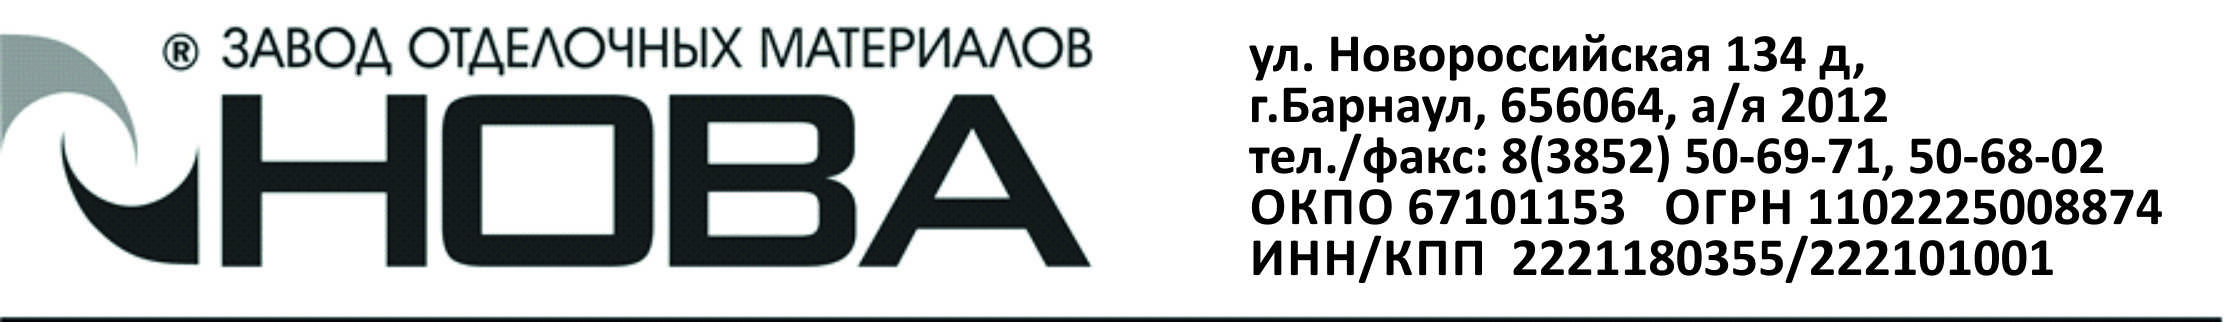 ® ЗАВОД ОТДЕЛОЧНЫХ МАТЕРИАЛОВ
НОВА
ул. Новороссийская 134 д,
г.Барнаул, 656064, а/я 2012
тел./факс: 8(3852) 50-69-71, 50-68-02
ОКПО 67101153 ОГРН 1102225008874
ИНН/КПП 2221180355/222101001